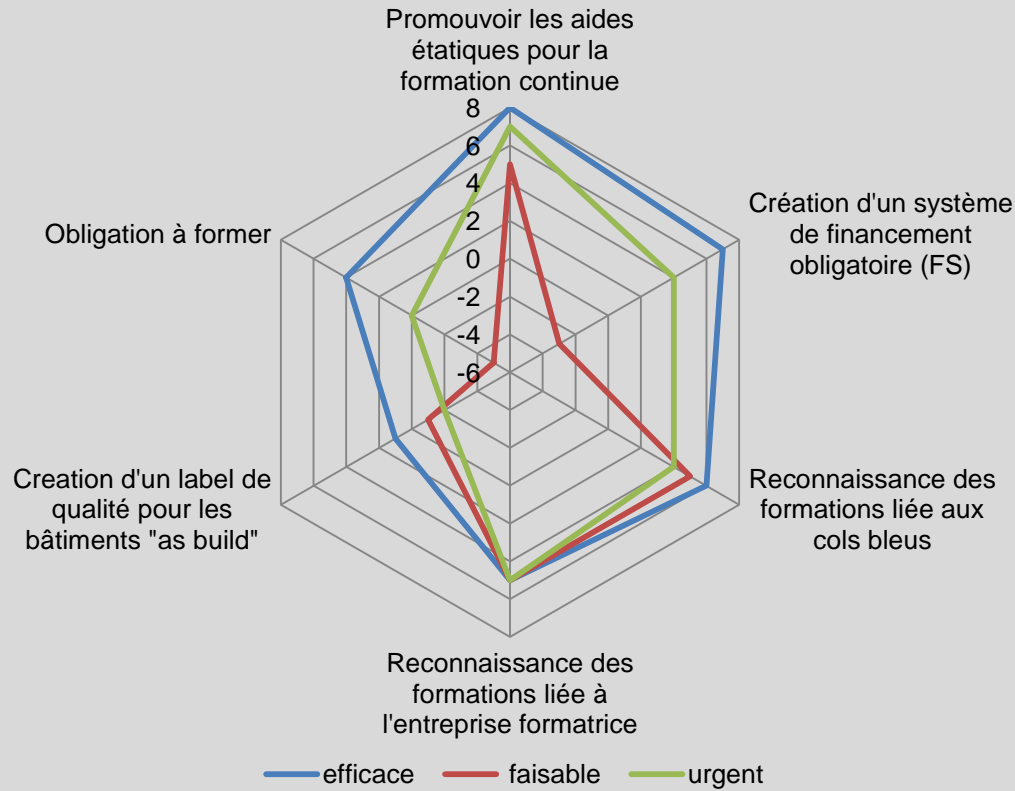 Promouvoir les aides
étatiques pour la
formation continue
8
6
4
2
0
-2
-4
-6
Création d'un système
de financement
obligatoire (FS)
Reconnaissance des
formations liée aux
cols bleus
Reconnaissance des
formations liée à
l'entreprise formatrice
Creation d'un label de
qualité pour les
bâtiments "as build"
Obligation à former
efficace
faisable
urgent